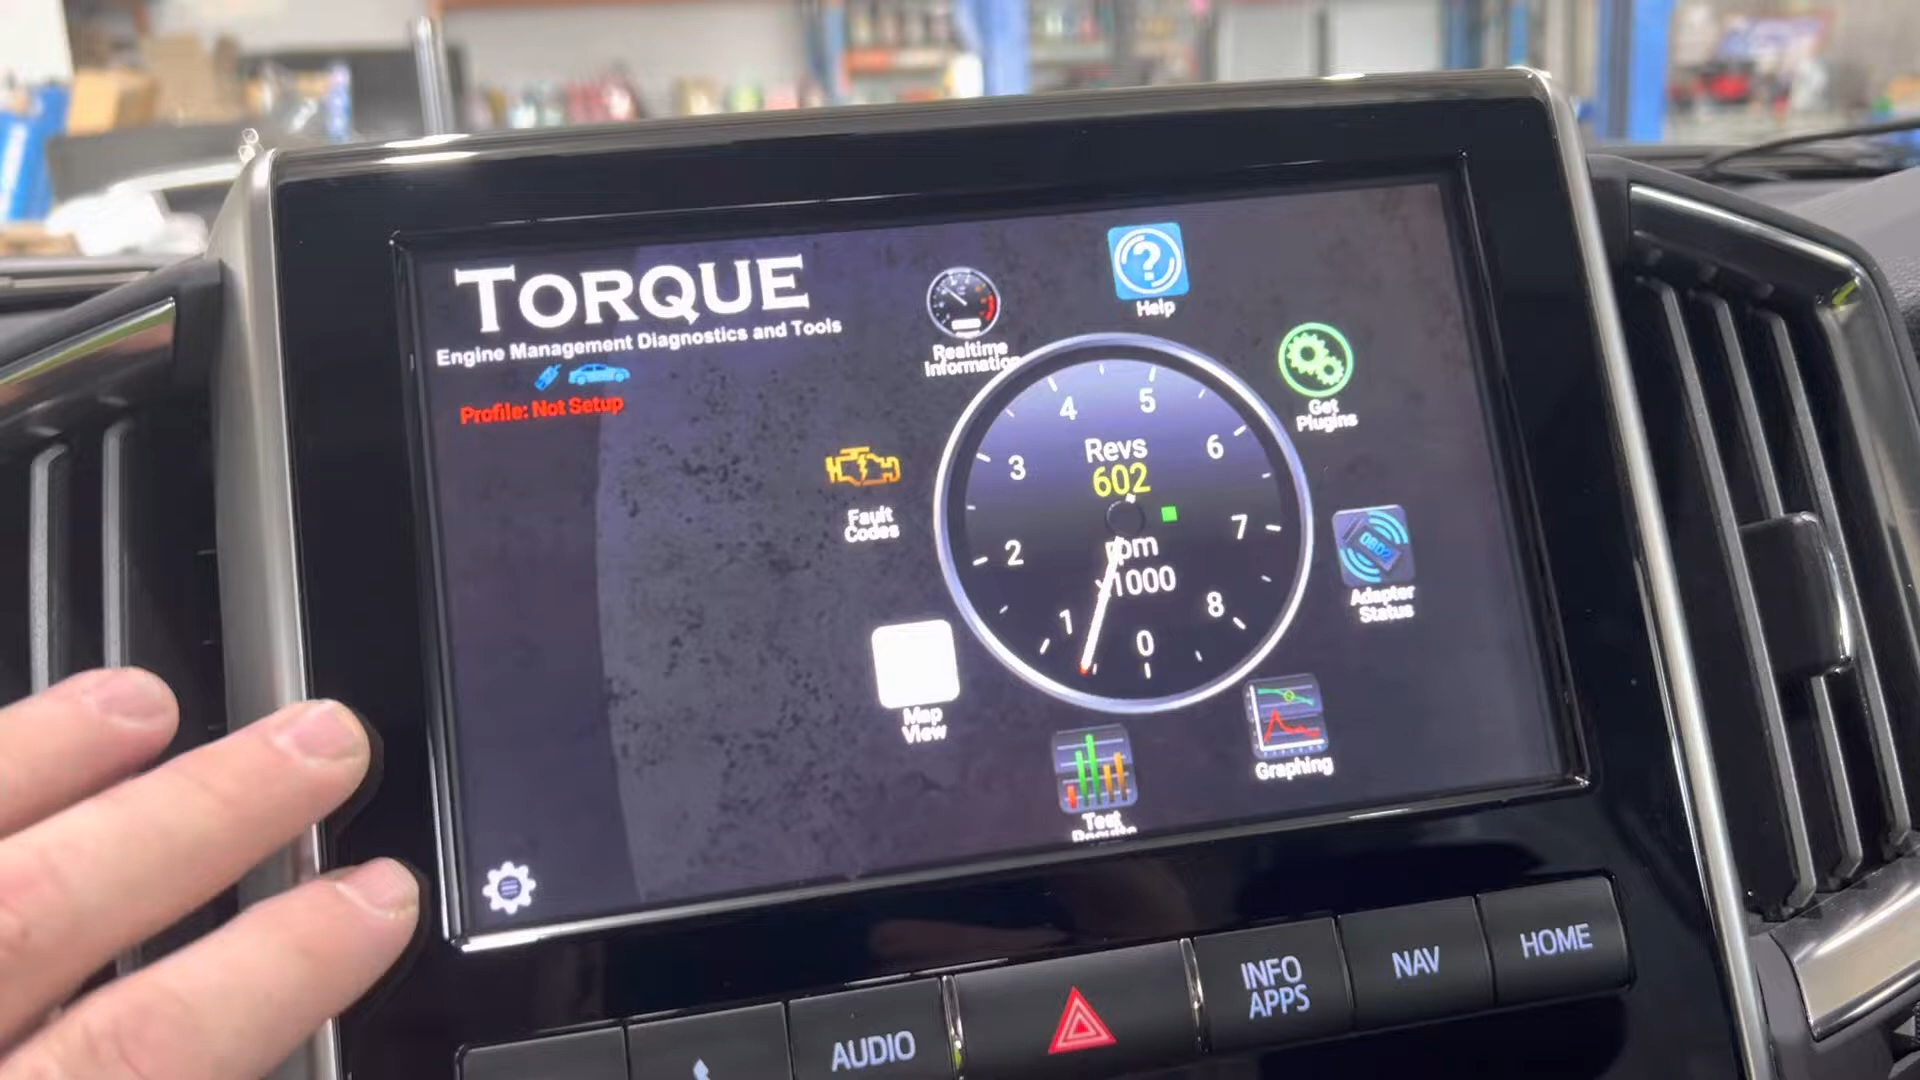 TORQUE
Engine Management Diagnostics and Tools
Profile: Not Setup
Realtime
Information
Help
Get
Plugins
Fault
Codes
Adapter
Status
OBD2
Map
View
Test
Graphing
Revs
602
rpm
x1000
0
1
2
3
4
5
6
7
8
AUDIO
INFO
APPS
NAV
HOME